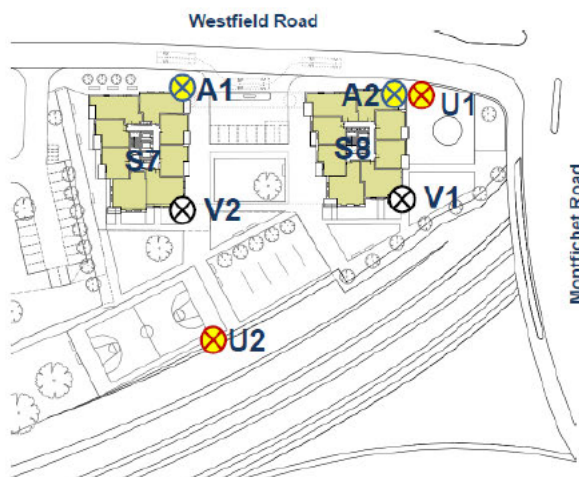 Westfield Road
A1
A2
U1
S7
S8
V2
V1
Montfichet Road
U2